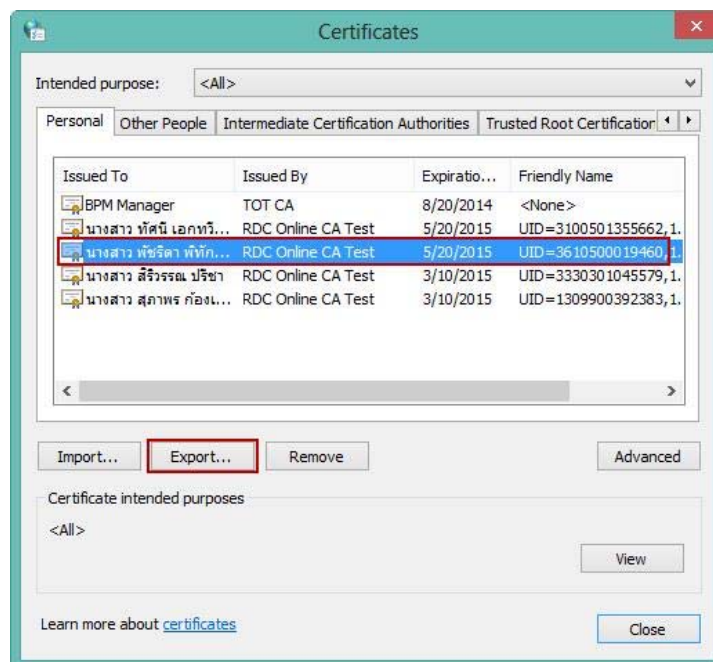 Certificates
Intended purpose: <All>
Personal Other People Intermediate Certification Authorities Trusted Root Certification
Issued To Issued By Expiratio... Friendly Name
BPM Manager TOT CA 8/20/2014 <None>
นางสาว ทัศนี เอกทวี... RDC Online CA Test 5/20/2015 UID=3100501355662,1.
นางสาว พัชริดา พิทัก... RDC Online CA Test 5/20/2015 UID=3610500019460,1.
นางสาว สิริวรรณ ปรีชา RDC Online CA Test 3/10/2015 UID=3330301045579,1.
นางสาว สุภาพร ก้องเ... RDC Online CA Test 3/10/2015 UID=1309900392383,1.
Import... Export... Remove Advanced
Certificate intended purposes
<All>
View
Learn more about certificates
Close